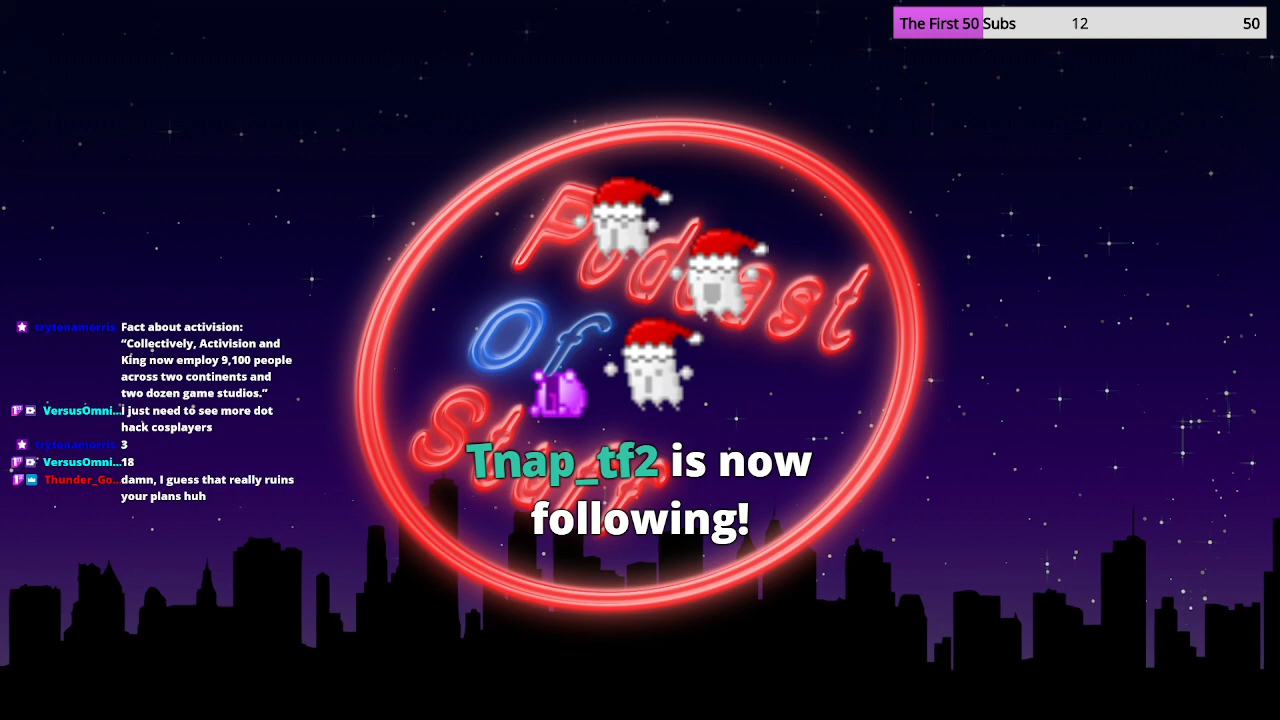 The First 50 Subs 12 50
Podcast
Of
Stuff
trytonamorris Fact about activision:
“Collectively, Activision and
King now employ 9,100 people
across two continents and
two dozen game studios.”
VersusOmni... i just need to see more dot
hack cosplayers
trytonamorris 3
VersusOmni... 18
Thunder_Go... damn, I guess that really ruins
your plans huh
Tnap_tf2 is now
following!